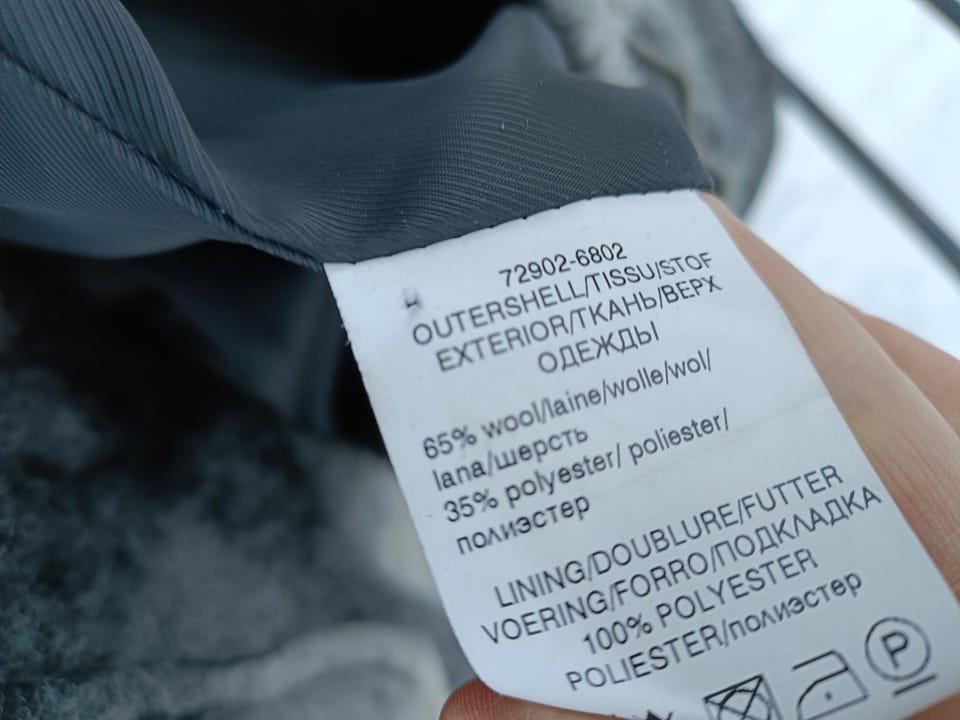 72902-6802
OUTERSHELL/TISSU/STOF
EXTERIOR/ТКАНЬ/ВЕРХ
ОДЕЖДЫ
65% wool/laine/wolle/wol/
lana/шерсть
35% polyester/ poliester/
полиэстер
LINING/DOUBLURE/FUTTER
VOERING/FORRO/ПОДКЛАДКА
100% POLYESTER
POLIESTER/полиэстер
P